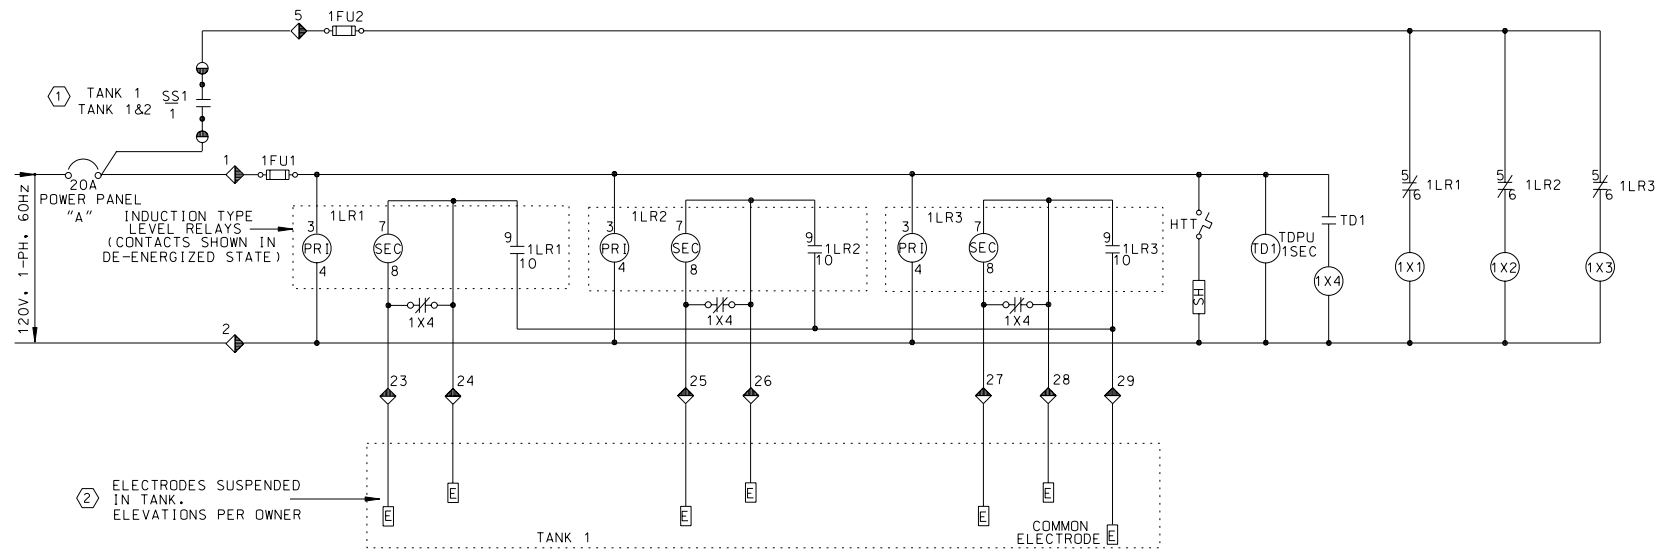 5
1FU2
1
TANK 1
TANK 1&2
SS1
1
1
1FU1
20A
POWER PANEL
"A"
120V, 1-PH, 60Hz
INDUCTION TYPE
LEVEL RELAYS
(CONTACTS SHOWN IN
DE-ENERGIZED STATE)
1LR1
3
PRI
4
7
SEC
8
9
1LR1
10
1X4
1LR2
3
PRI
4
7
SEC
8
9
1LR2
10
1X4
1LR3
3
PRI
4
7
SEC
8
9
1LR3
10
1X4
HTT
SH
TD1
TDPU
1SEC
TD1
1X4
5
6
1LR1
1X1
5
6
1LR2
1X2
5
6
1LR3
1X3
2
23
24
25
26
27
28
29
2
ELECTRODES SUSPENDED
IN TANK.
ELEVATIONS PER OWNER
E
E
E
E
E
E
E
TANK 1
COMMON
ELECTRODE